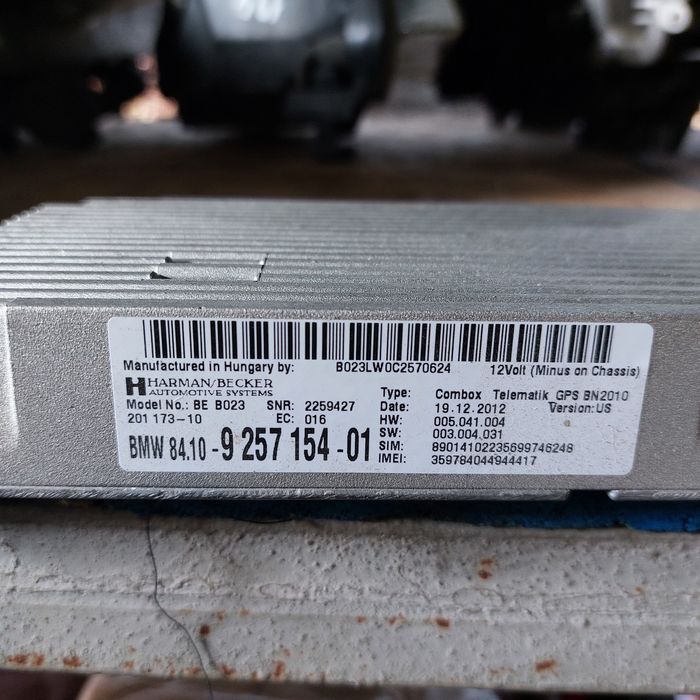 Manufactured in Hungary by: B023LW0C2570624 12Volt (Minus on Chassis)
HARMAN/BECKER
AUTOMOTIVE SYSTEMS
Type: Combox Telematik GPS BN2010
Model No.: BE B023 SNR: 2259427 Date: 19.12.2012 Version:US
201 173-10 EC: 016 HW: 005.041.004
SW: 003.004.031
BMW 84.10 -9 257 154 -01 SIM: 89014102235699746248
IMEI: 359784044944417